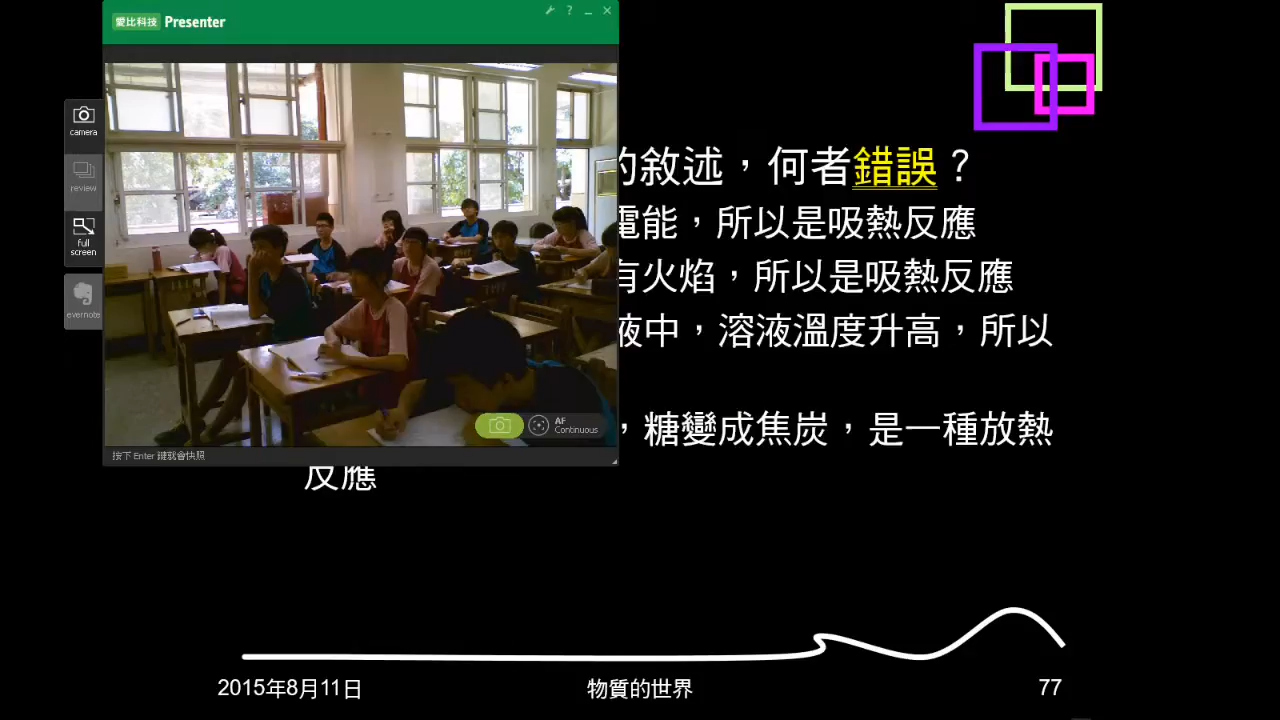 愛比科技 Presenter
camera
review
full
screen
evernote
AF
Continuous
按下 Enter 鍵就會快照
的敘述，何者錯誤？
電能，所以是吸熱反應
有火焰，所以是吸熱反應
液中，溶液溫度升高，所以
，糖變成焦炭，是一種放熱
反應
2015年8月11日
物質的世界
77